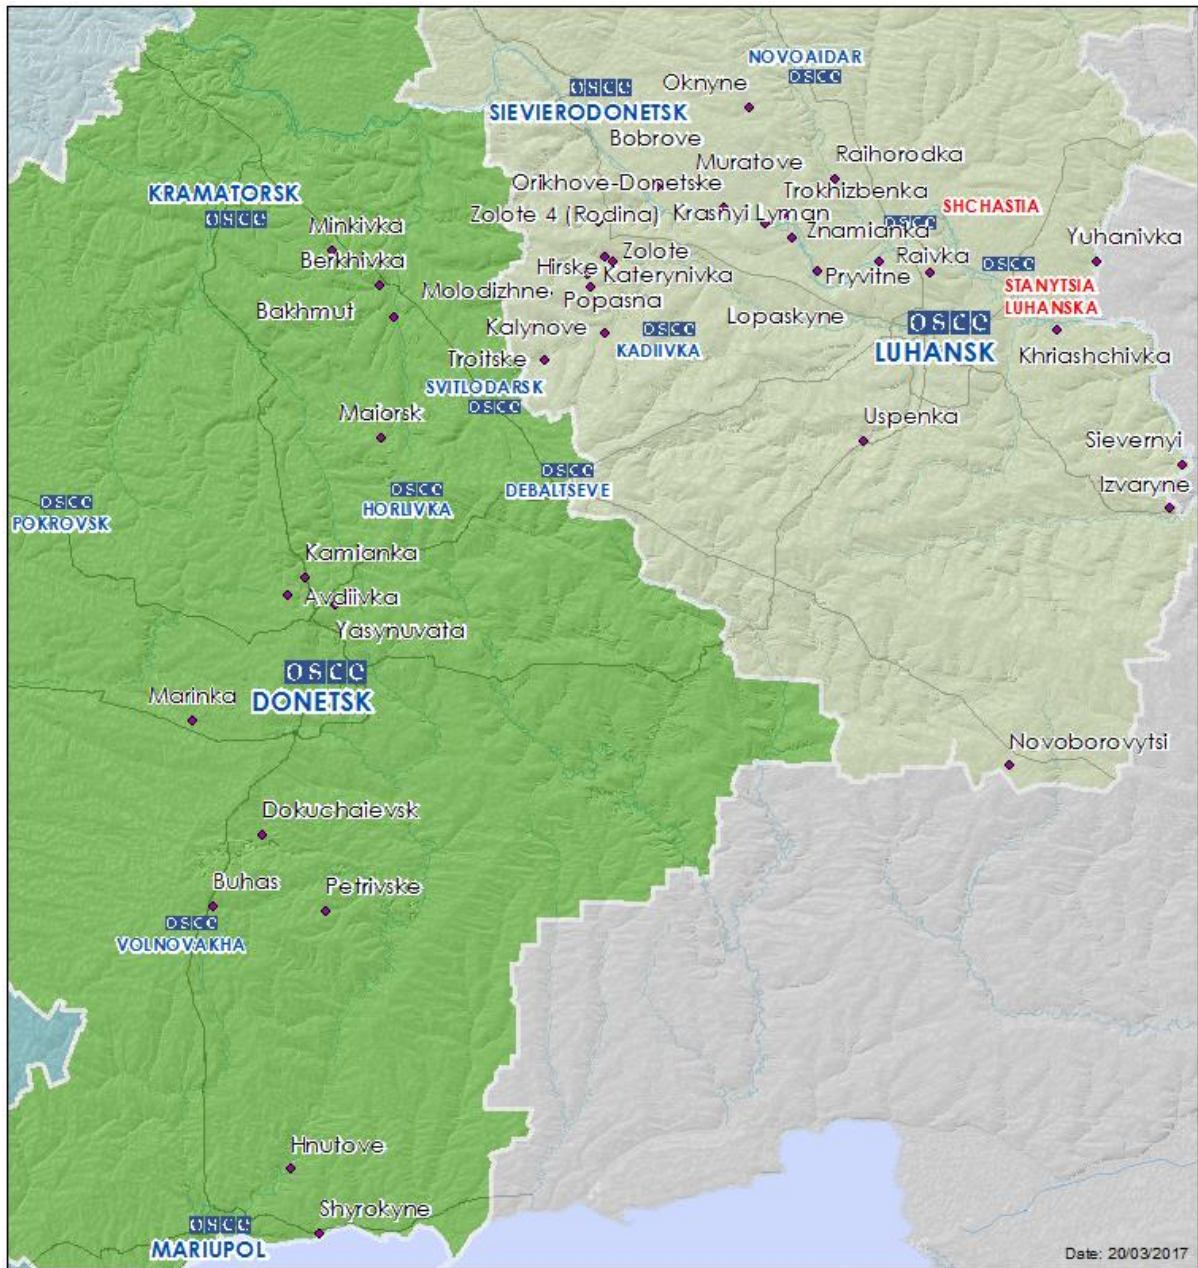 NOVOAIDAR
OSCE
Oknyne
OSCE
SIEVIERODONETSK
Bobrove
Muratove
Raihorodka
Orikhove-Donetske
Trokhizbenka
KRAMATORSK
OSCE
SHCHASTIA
OSCE
Zolote 4 (Rodina)
Krasnyi Lyman
Minkivka
Znamianka
Yuhanivka
Berkhivka
Zolote
Raivka
OSCE
Hirske
Katerynivka
Pryvitne
STANYTSIA
LUHANSKA
Molodizhne
Popasna
Bakhmut
Lopaskyne
OSCE
Kalynove
OSCE
KADIIVKA
LUHANSK
Khriashchivka
Troitske
SVITLODARSK
OSCE
Maiorsk
Uspenka
Sievernyi
OSCE
DEBALTSEVE
Izvaryne
OSCE
HORLIVKA
OSCE
POKROVSK
Kamianka
Avdiivka
Yasynuvata
OSCE
DONETSK
Marinka
Novoborovytsi
Dokuchaievsk
Buhas
Petrivske
OSCE
VOLNOVAKHA
Hnutove
Shyrokyne
OSCE
MARIUPOL
Date: 20/03/2017